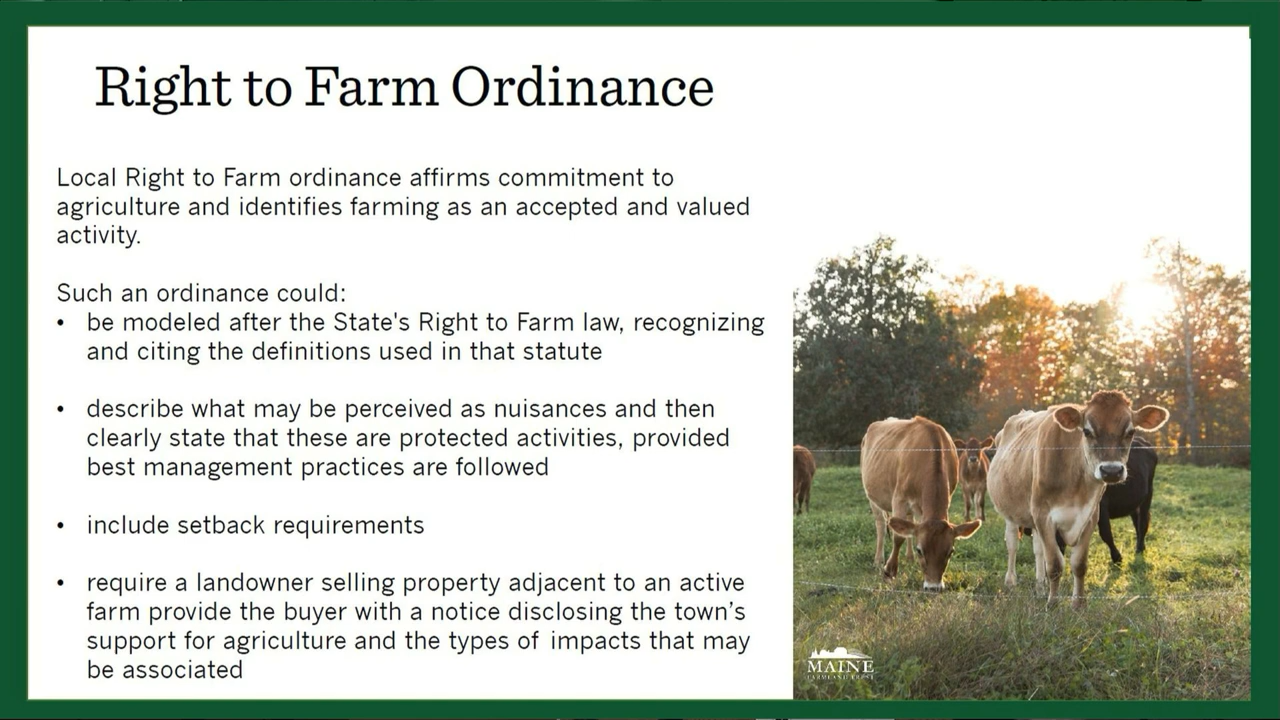 Right to Farm Ordinance
Local Right to Farm ordinance affirms commitment to
agriculture and identifies farming as an accepted and valued
activity.
Such an ordinance could:
• be modeled after the State's Right to Farm law, recognizing
and citing the definitions used in that statute
• describe what may be perceived as nuisances and then
clearly state that these are protected activities, provided
best management practices are followed
• include setback requirements
• require a landowner selling property adjacent to an active
farm provide the buyer with a notice disclosing the town’s
support for agriculture and the types of impacts that may
be associated
MAINE
FARMLAND TRUST